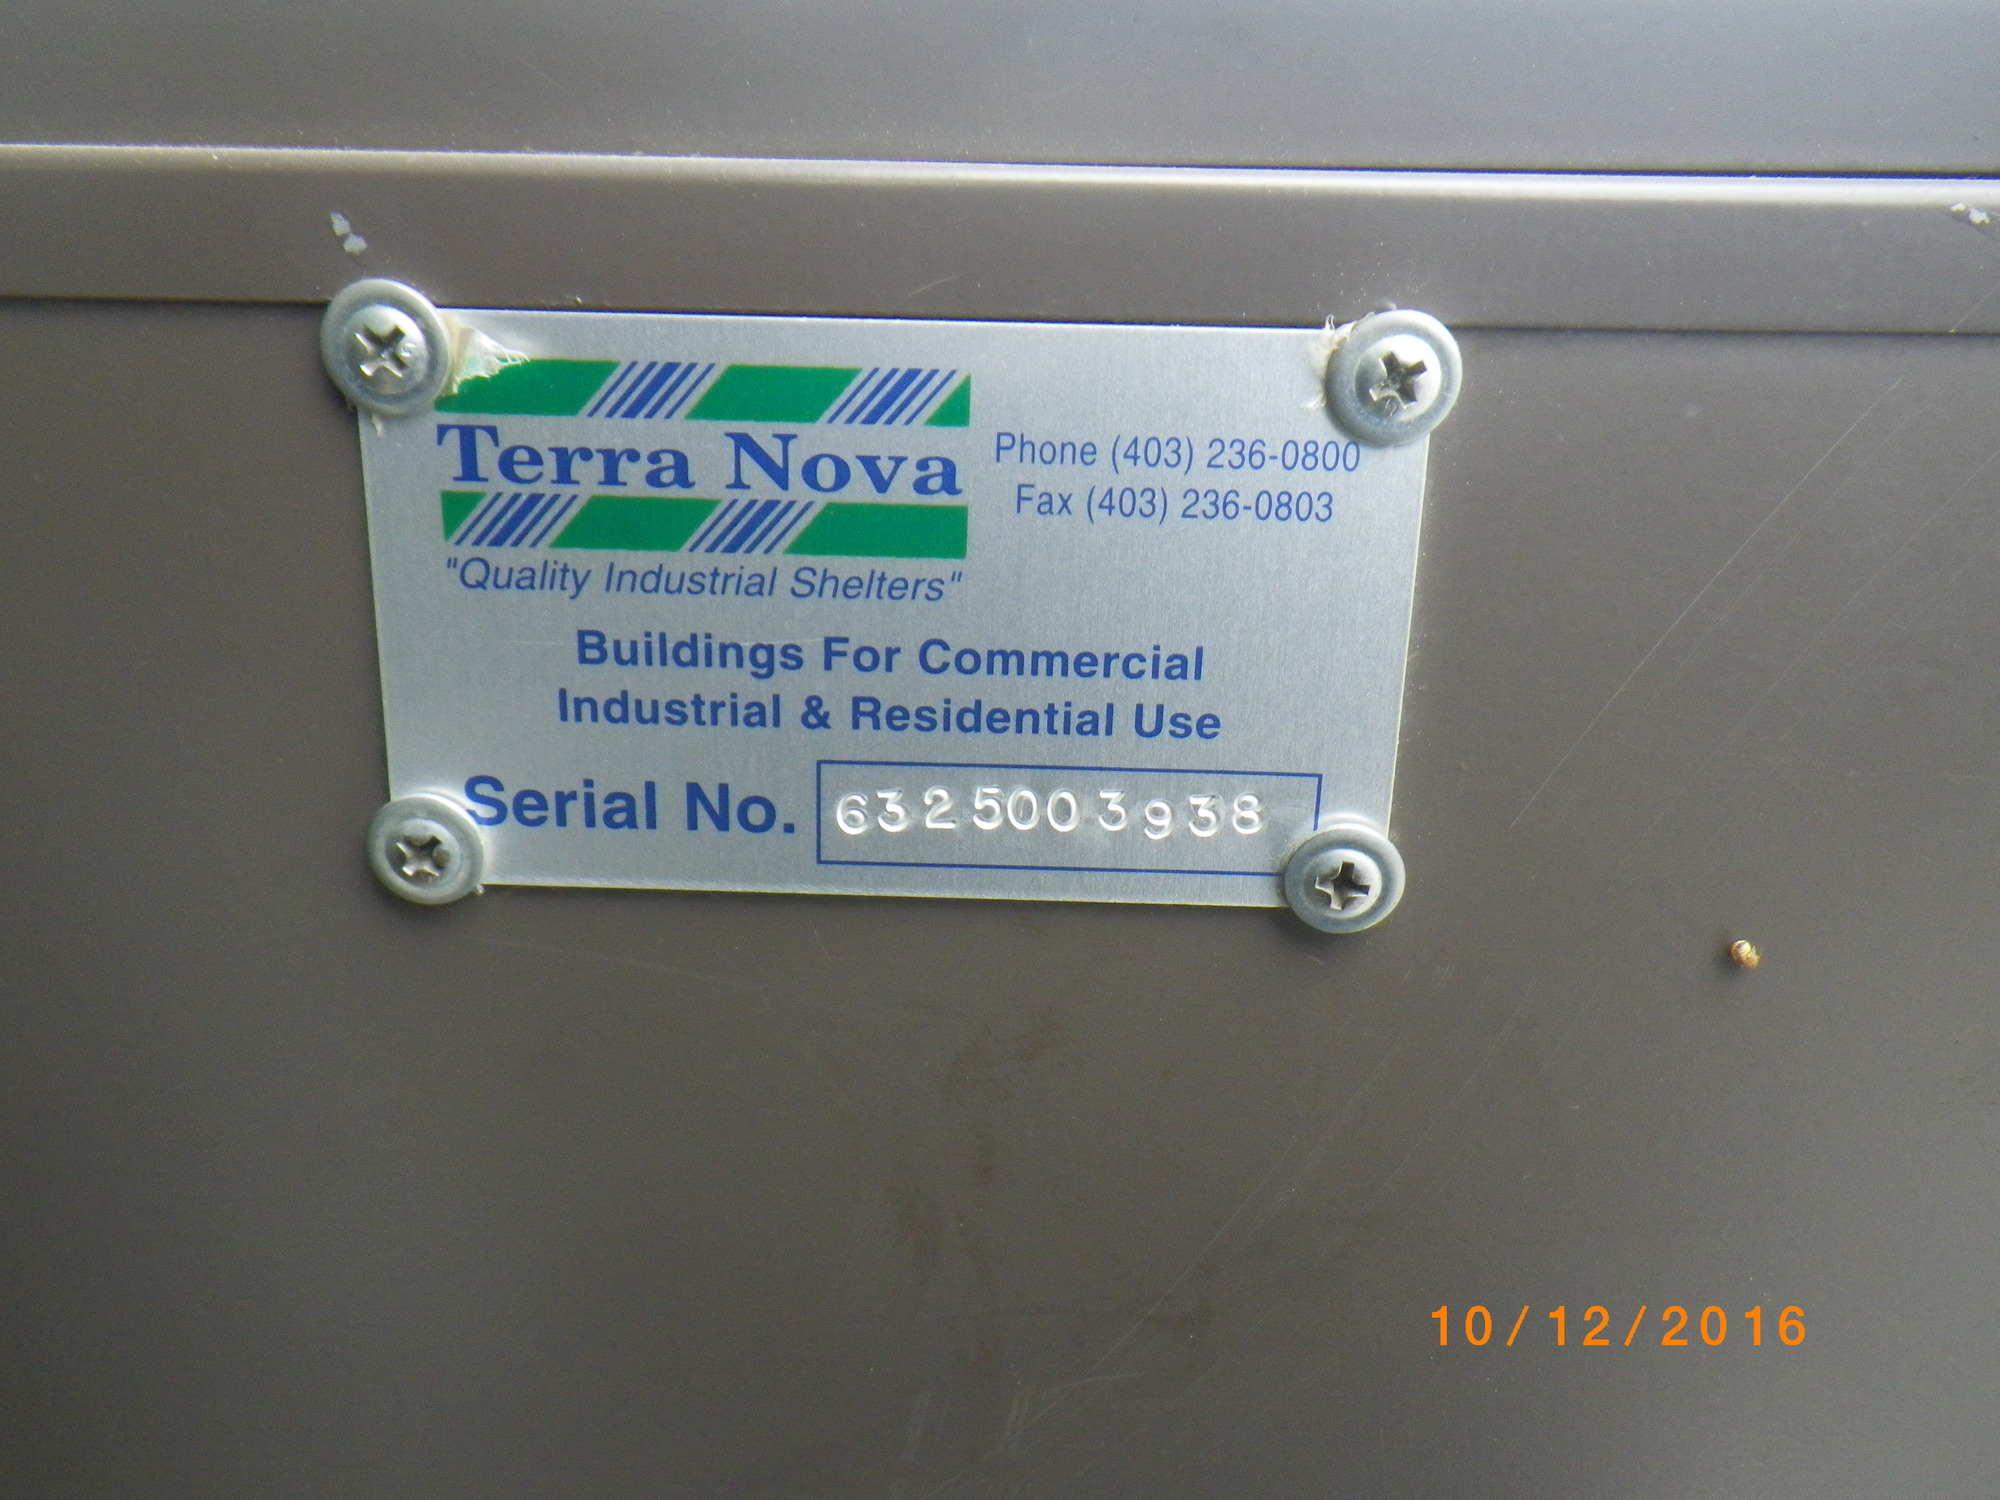 Terra Nova
"Quality Industrial Shelters"
Phone (403) 236-0800
Fax (403) 236-0803
Buildings For Commercial
Industrial & Residential Use
Serial No. 6325003938
10/12/2016